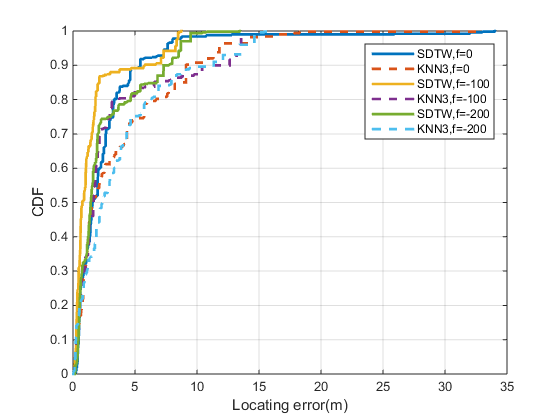 1
0.9
0.8
0.7
0.6
0.5
0.4
0.3
0.2
0.1
0
CDF
SDTW,f=0
KNN3,f=0
SDTW,f=-100
KNN3,f=-100
SDTW,f=-200
KNN3,f=-200
0 5 10 15 20 25 30 35
Locating error(m)